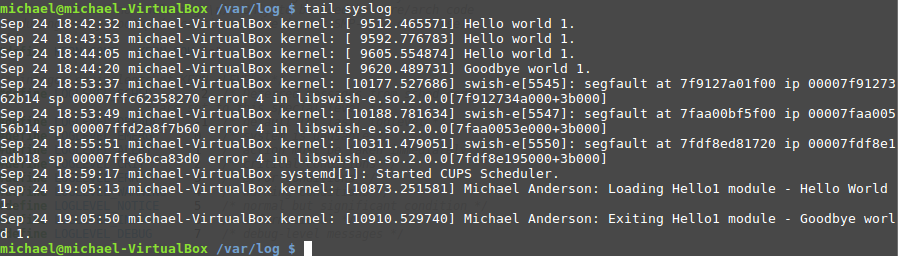 michael@michael-VirtualBox /var/log $ tail syslog
Sep 24 18:42:32 michael-VirtualBox kernel: [ 9512.465571] Hello world 1.
Sep 24 18:43:53 michael-VirtualBox kernel: [ 9592.776783] Hello world 1.
Sep 24 18:44:05 michael-VirtualBox kernel: [ 9605.554874] Hello world 1.
Sep 24 18:44:20 michael-VirtualBox kernel: [ 9620.489731] Goodbye world 1.
Sep 24 18:53:37 michael-VirtualBox kernel: [10177.527686] swish-e[5545]: segfault at 7f9127a01f00 ip 00007f91273
62b14 sp 00007ffc62358270 error 4 in libswish-e.so.2.0.0[7f912734a000+3b000]
Sep 24 18:53:49 michael-VirtualBox kernel: [10188.781634] swish-e[5547]: segfault at 7faa00bf5f00 ip 00007faa005
56b14 sp 00007ffd2a8f7b60 error 4 in libswish-e.so.2.0.0[7faa0053e000+3b000]
Sep 24 18:55:51 michael-VirtualBox kernel: [10311.479051] swish-e[5550]: segfault at 7fdf8ed81720 ip 00007fdf8e1
adb18 sp 00007ffe6bca83d0 error 4 in libswish-e.so.2.0.0[7fdf8e195000+3b000]
Sep 24 18:59:17 michael-VirtualBox systemd[1]: Started CUPS Scheduler.
Sep 24 19:05:13 michael-VirtualBox kernel: [10873.251581] Michael Anderson: Loading Hello1 module - Hello World
1.
Sep 24 19:05:50 michael-VirtualBox kernel: [10910.529740] Michael Anderson: Exiting Hello1 module - Goodbye worl
d 1.
michael@michael-VirtualBox /var/log $